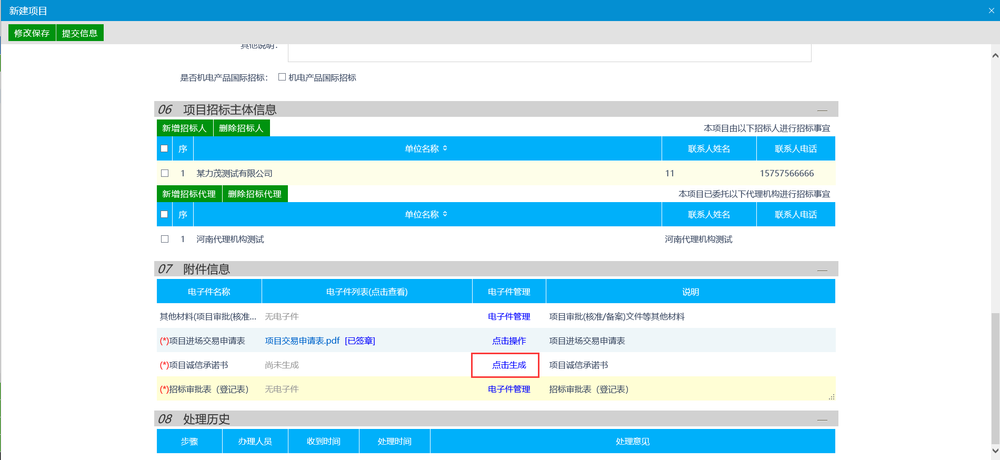 新建项目
修改保存 提交信息
其他说明：
是否机电产品国际招标： 机电产品国际招标
06 项目招标主体信息
新增招标人 删除招标人 本项目由以下招标人进行招标事宜
序 单位名称 联系人姓名 联系人电话
1 某力茂测试有限公司 11 15757566666
新增招标代理 删除招标代理 本项目已委托以下代理机构进行招标事宜
序 单位名称 联系人姓名 联系人电话
1 河南代理机构测试 河南代理机构测试
07 附件信息
电子件名称 电子件列表(点击查看) 电子件管理 说明
其他材料(项目审批(核准... 无电子件 电子件管理 项目审批(核准/备案)文件等其他材料
(*)项目进场交易申请表 项目交易申请表.pdf [已签章] 点击操作 项目进场交易申请表
(*)项目诚信承诺书 尚未生成 点击生成 项目诚信承诺书
(*)招标审批表（登记表） 无电子件 电子件管理 招标审批表（登记表）
08 处理历史
步骤 办理人员 收到时间 处理时间 处理意见